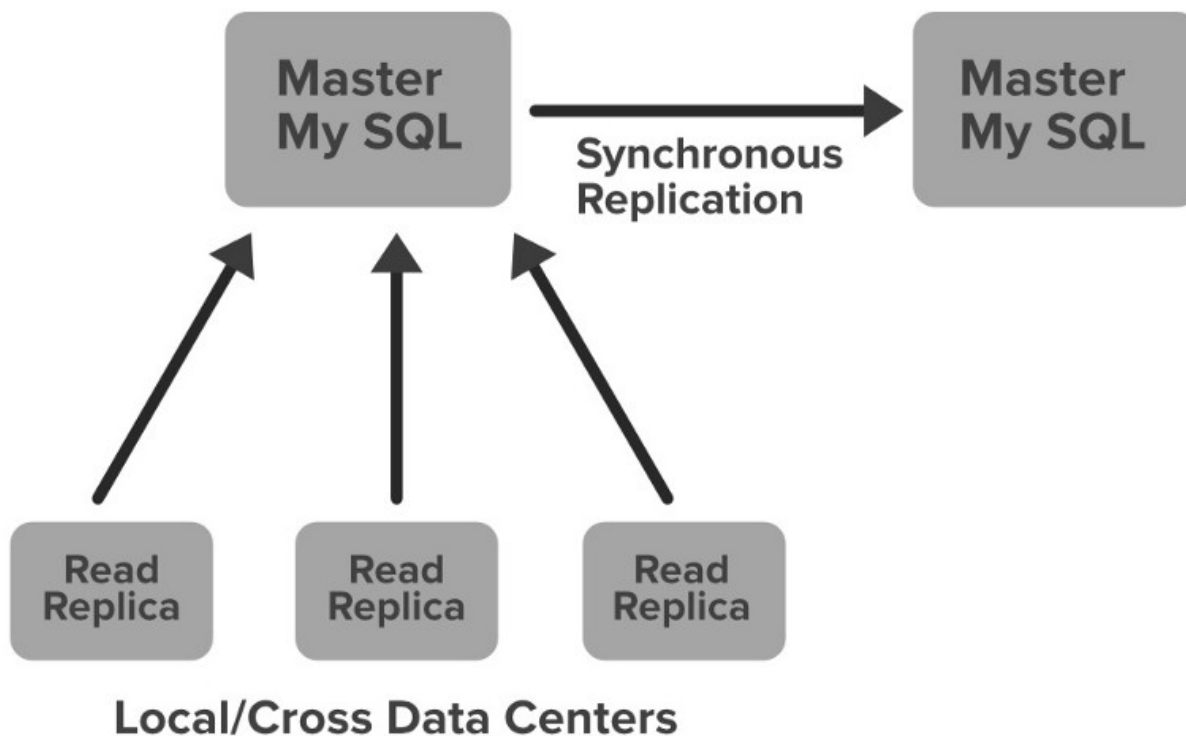 Master
My SQL
Master
My SQL
Synchronous
Replication
Read
Replica
Read
Replica
Read
Replica
Local/Cross Data Centers